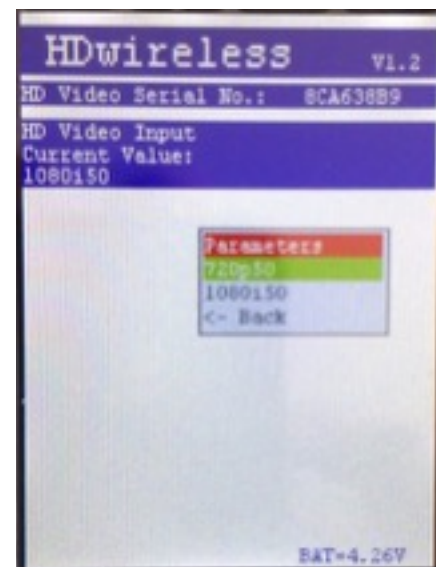 HDwireless V1.2
HD Video Serial No.: 8CA638B9
HD Video Input
Current Value:
1080i50
Parameters
720p50
1080i50
<- Back
BAT=4.26V